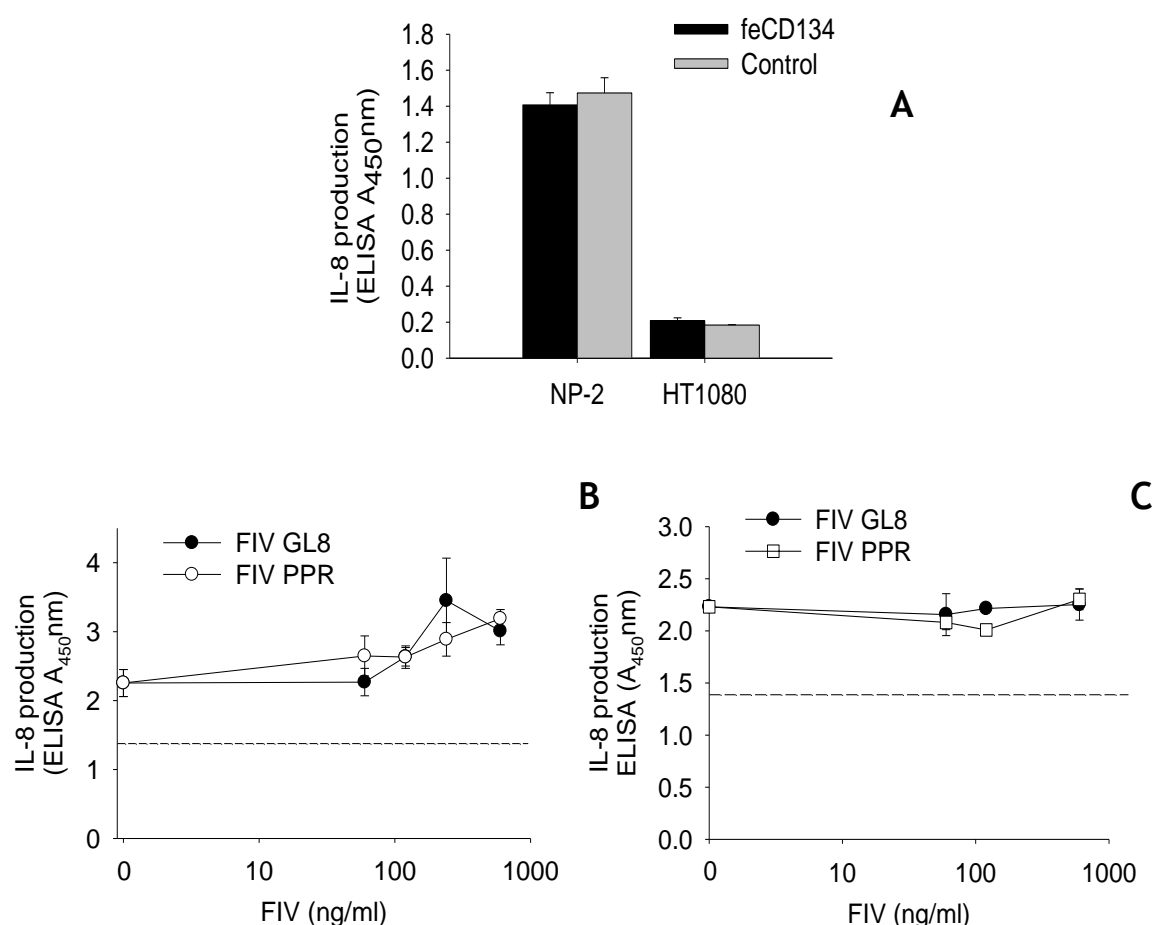 feCD134
Control
A
IL-8 production
(ELISA A450nm)
1.8
1.6
1.4
1.2
1.0
0.8
0.6
0.4
0.2
0.0
NP-2
HT1080
B
FIV GL8
FIV PPR
IL-8 production
(ELISA A450nm)
4
3
2
1
0
0
10
100
1000
FIV (ng/ml)
C
FIV GL8
FIV PPR
IL-8 production
ELISA (A450nm)
3.0
2.5
2.0
1.5
1.0
0.5
0.0
0
10
100
1000
FIV (ng/ml)